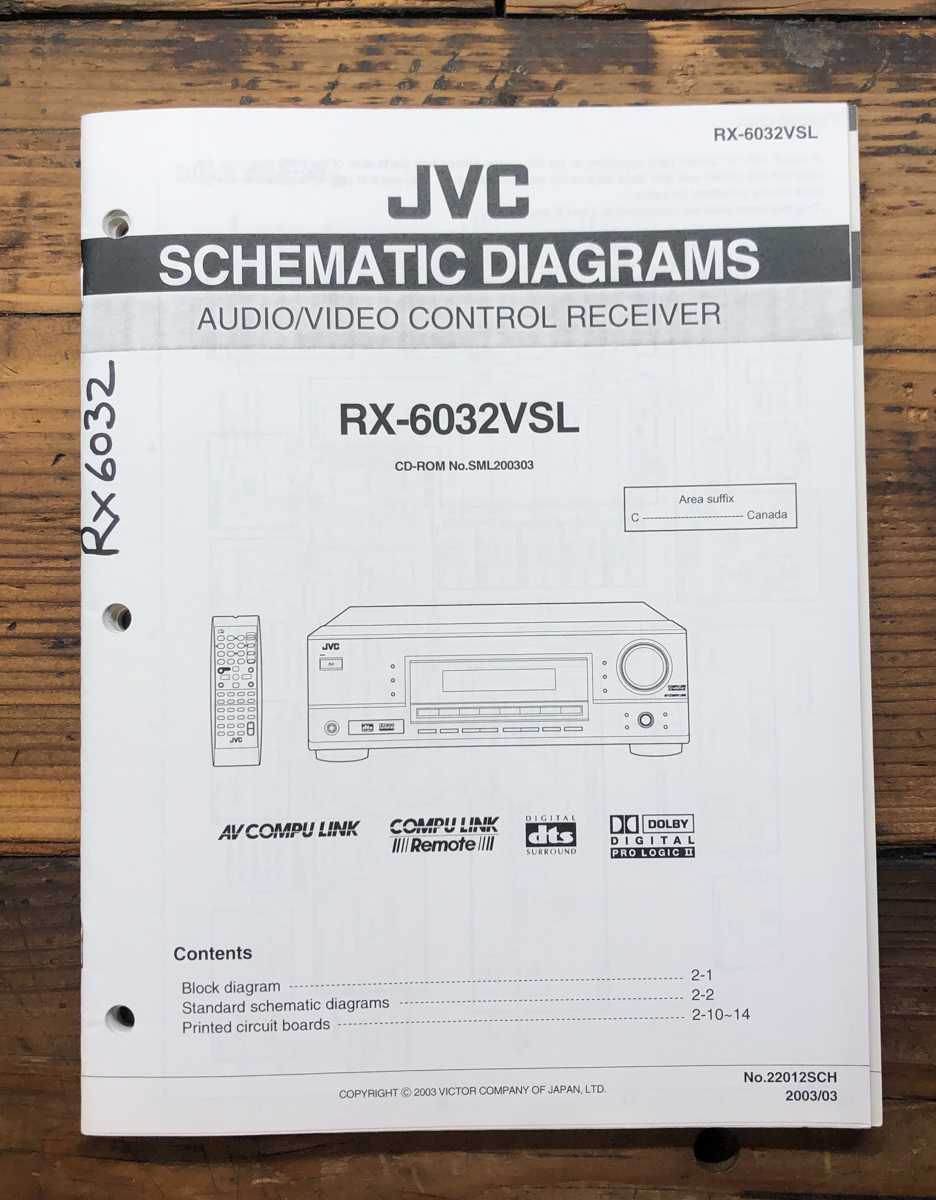 RX-6032VSL
JVC
SCHEMATIC DIAGRAMS
AUDIO/VIDEO CONTROL RECEIVER
RX6032
RX-6032VSL
CD-ROM No.SML200303
Area suffix
C --------------------------- Canada
JVC
JVC
AV COMPU LINK
COMPU LINK
Remote
DIGITAL
dts
SURROUND
DOLBY
DIGITAL
PRO LOGIC II
Contents
Block diagram ---------------------------------------- 2-1
Standard schematic diagrams ---------------------------------------- 2-2
Printed circuit boards ---------------------------------------- 2-10~14
COPYRIGHT © 2003 VICTOR COMPANY OF JAPAN, LTD.
No.22012SCH
2003/03